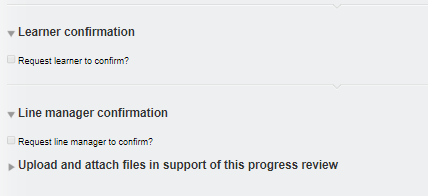 Learner confirmation
Request learner to confirm?
Line manager confirmation
Request line manager to confirm?
Upload and attach files in support of this progress review